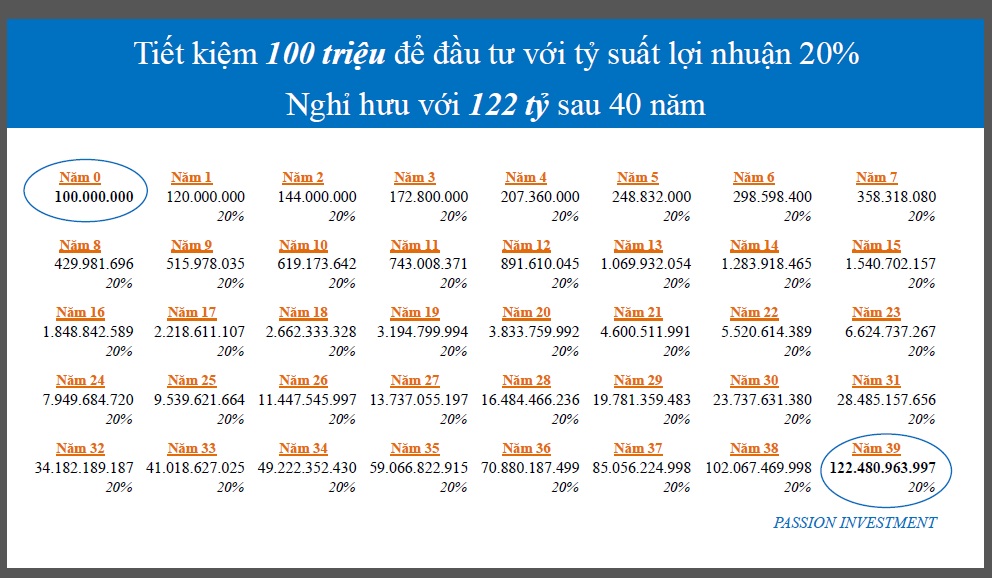 Tiết kiệm 100 triệu để đầu tư với tỷ suất lợi nhuận 20%
Nghỉ hưu với 122 tỷ sau 40 năm
Năm 0 Năm 1 Năm 2 Năm 3 Năm 4 Năm 5 Năm 6 Năm 7
100.000.000 120.000.000 144.000.000 172.800.000 207.360.000 248.832.000 298.598.400 358.318.080
20% 20% 20% 20% 20% 20% 20%
Năm 8 Năm 9 Năm 10 Năm 11 Năm 12 Năm 13 Năm 14 Năm 15
429.981.696 515.978.035 619.173.642 743.008.371 891.610.045 1.069.932.054 1.283.918.465 1.540.702.157
20% 20% 20% 20% 20% 20% 20% 20%
Năm 16 Năm 17 Năm 18 Năm 19 Năm 20 Năm 21 Năm 22 Năm 23
1.848.842.589 2.218.611.107 2.662.333.328 3.194.799.994 3.833.759.992 4.600.511.991 5.520.614.389 6.624.737.267
20% 20% 20% 20% 20% 20% 20% 20%
Năm 24 Năm 25 Năm 26 Năm 27 Năm 28 Năm 29 Năm 30 Năm 31
7.949.684.720 9.539.621.664 11.447.545.997 13.737.055.197 16.484.466.236 19.781.359.483 23.737.631.380 28.485.157.656
20% 20% 20% 20% 20% 20% 20% 20%
Năm 32 Năm 33 Năm 34 Năm 35 Năm 36 Năm 37 Năm 38 Năm 39
34.182.189.187 41.018.627.025 49.222.352.430 59.066.822.915 70.880.187.499 85.056.224.998 102.067.469.998 122.480.963.997
20% 20% 20% 20% 20% 20% 20% 20%
PASSION INVESTMENT